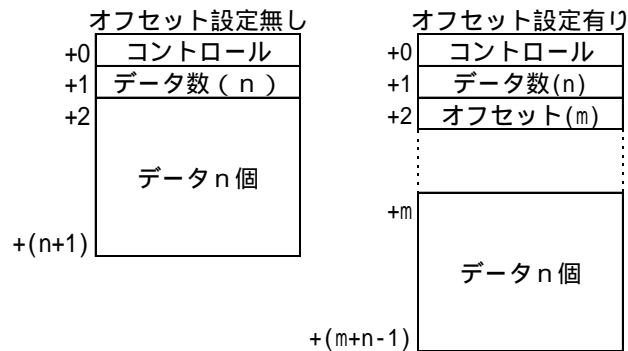 オフセット設定無し
+0 コントロール
+1 データ数(n)
+2
データn個
+(n+1)
オフセット設定有り
+0 コントロール
+1 データ数(n)
+2 オフセット(m)
+m
データn個
+(m+n-1)